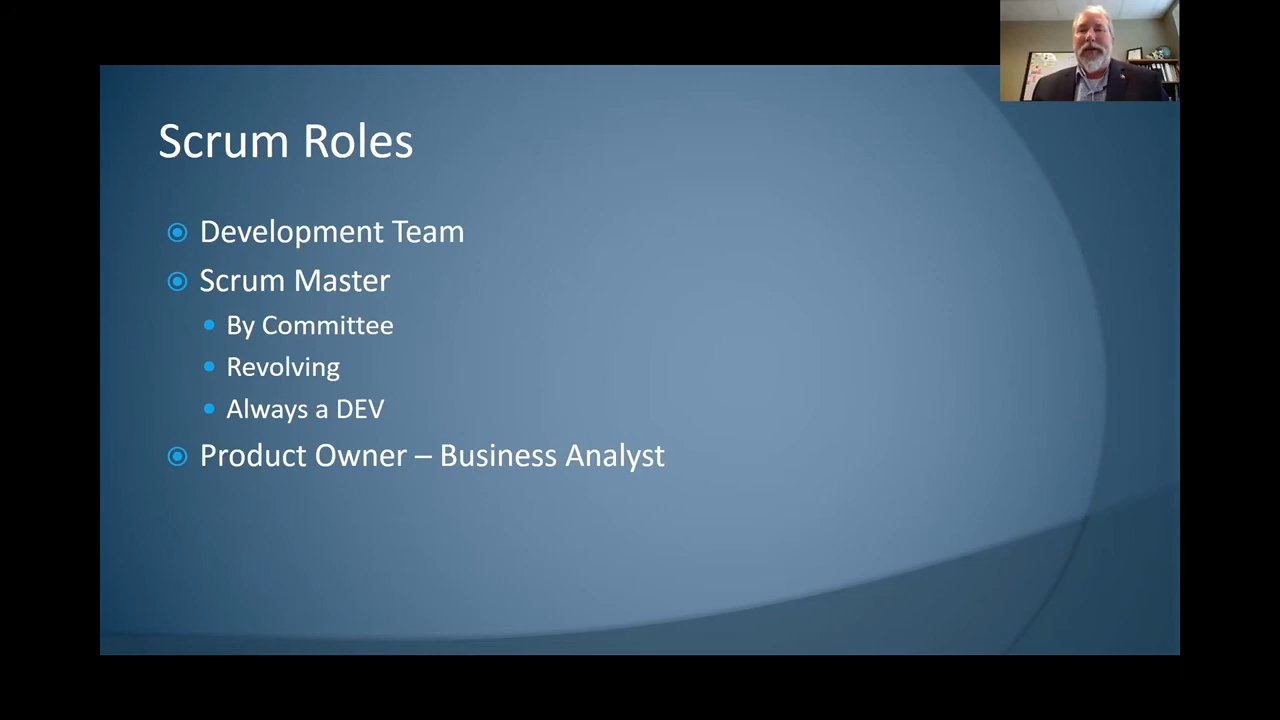 Scrum Roles
Development Team
Scrum Master
By Committee
Revolving
Always a DEV
Product Owner – Business Analyst